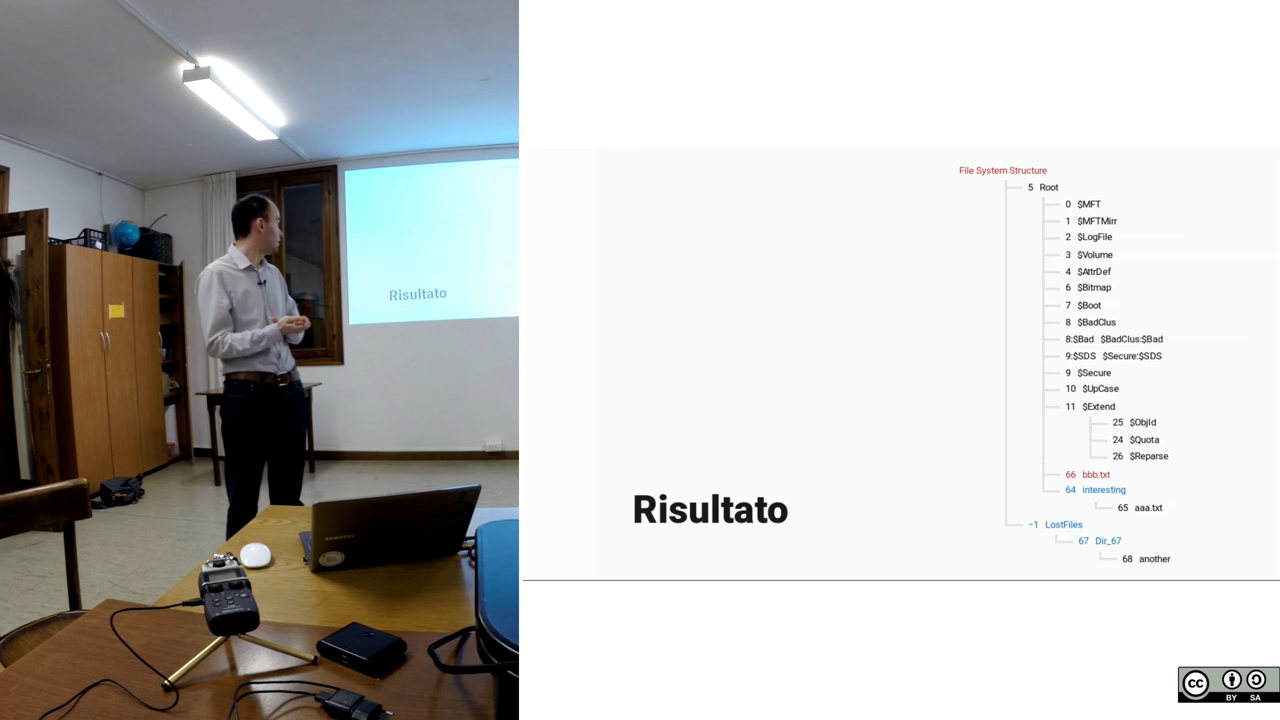 Risultato
SAMSUNG
File System Structure
5 Root
0 $MFT
1 $MFTMirr
2 $LogFile
3 $Volume
4 $AttrDef
6 $Bitmap
7 $Boot
8 $BadClus
8:$Bad $BadClus:$Bad
9:$SDS $Secure:$SDS
9 $Secure
10 $UpCase
11 $Extend
25 $ObjId
24 $Quota
26 $Reparse
66 bbb.txt
64 interesting
65 aaa.txt
-1 LostFiles
67 Dir_67
68 another
Risultato
cc
BY SA